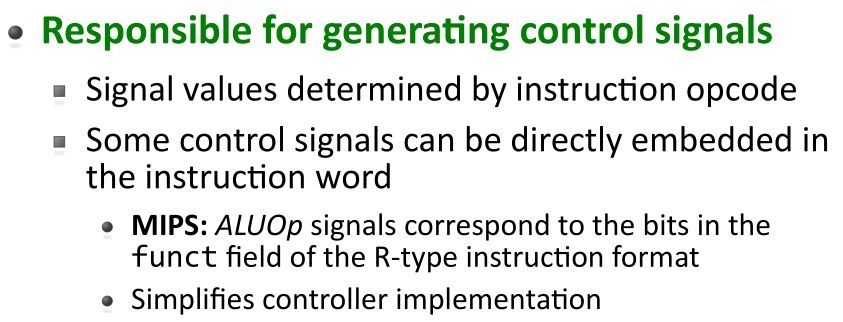 Responsible for generating control signals
Signal values determined by instruction opcode
Some control signals can be directly embedded in
the instruction word
MIPS: ALUOp signals correspond to the bits in the
funct field of the R-type instruction format
Simplifies controller implementation